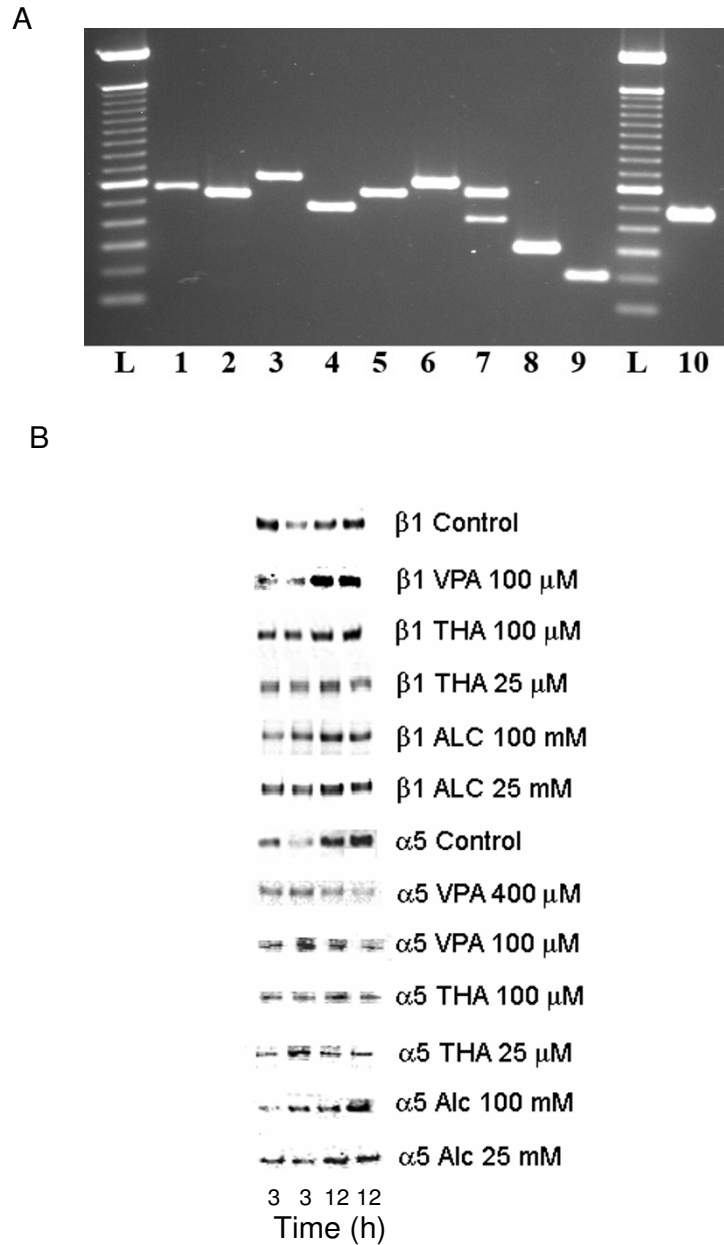 A
L 1 2 3 4 5 6 7 8 9 L 10
B
β1 Control
β1 VPA 100 μM
β1 THA 100 μM
β1 THA 25 μM
β1 ALC 100 mM
β1 ALC 25 mM
α5 Control
α5 VPA 400 μM
α5 VPA 100 μM
α5 THA 100 μM
α5 THA 25 μM
α5 Alc 100 mM
α5 Alc 25 mM
3 3 12 12
Time (h)